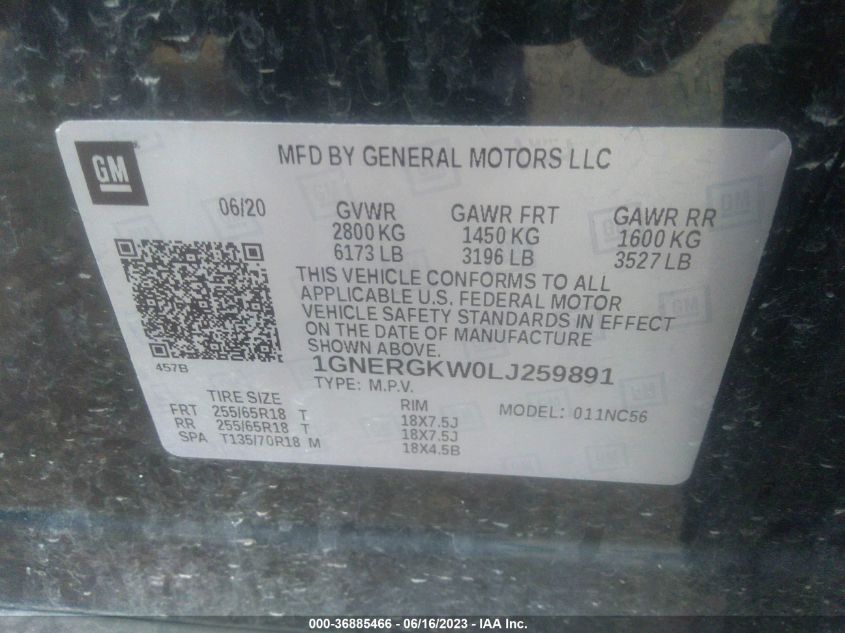 GM
MFD BY GENERAL MOTORS LLC
06/20 GVWR GAWR FRT GAWR RR
2800 KG 1450 KG 1600 KG
6173 LB 3196 LB 3527 LB
THIS VEHICLE CONFORMS TO ALL
APPLICABLE U.S. FEDERAL MOTOR
VEHICLE SAFETY STANDARDS IN EFFECT
ON THE DATE OF MANUFACTURE
SHOWN ABOVE.
457B
1GNERGKW0LJ259891
TYPE: M.P.V.
TIRE SIZE RIM MODEL: 011NC56
FRT 255/65R18 T 18X7.5J
RR 255/65R18 T 18X7.5J
SPA T135/70R18 M 18X4.5B
000-36885466 - 06/16/2023 - IAA Inc.